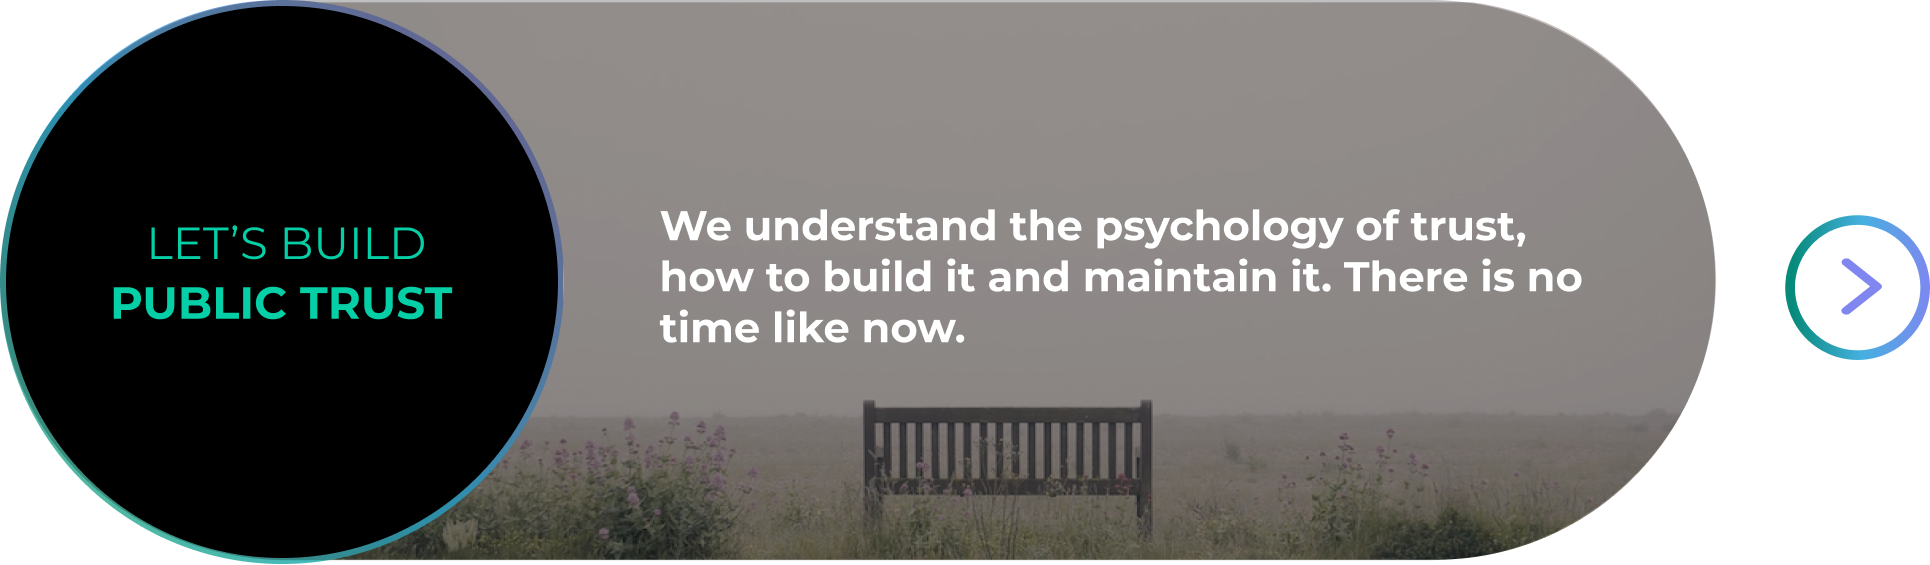 LET’S BUILD
PUBLIC TRUST
We understand the psychology of trust,
how to build it and maintain it. There is no
time like now.